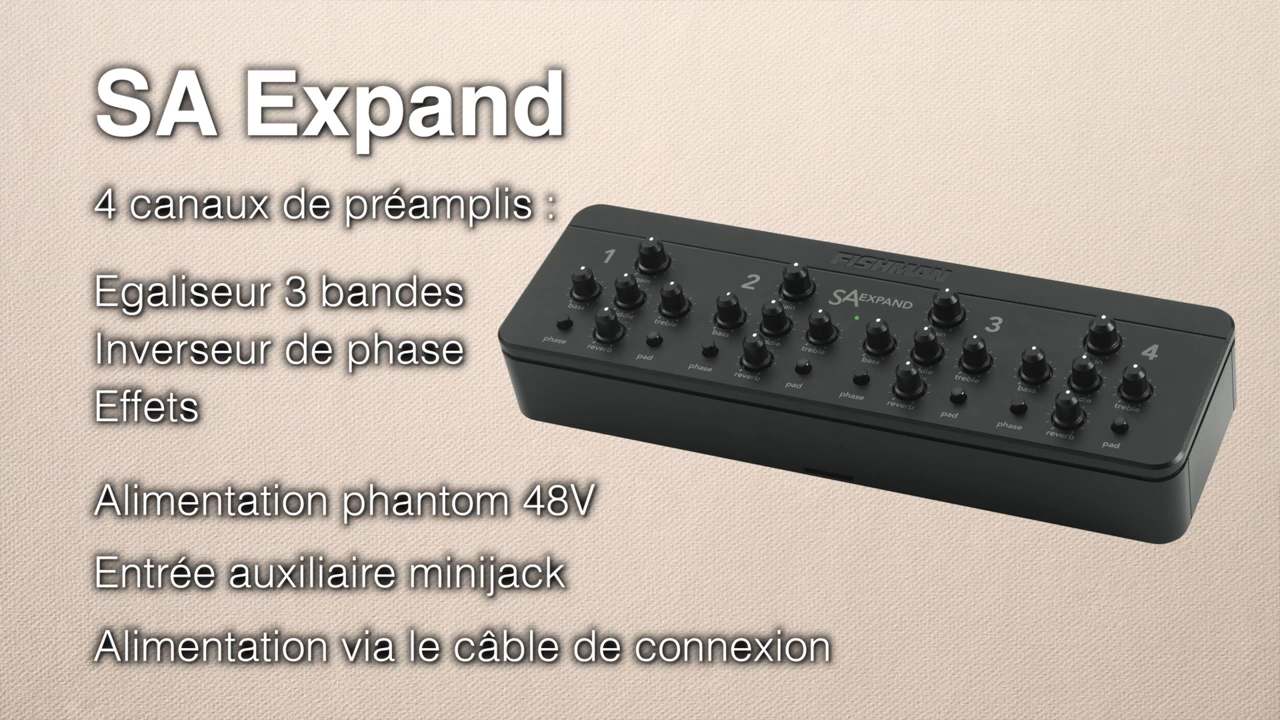 SA Expand
4 canaux de préamplis :
Egaliseur 3 bandes
Inverseur de phase
Effets
Alimentation phantom 48V
Entrée auxiliaire minijack
Alimentation via le câble de connexion
FISHMAN
SA EXPAND
1
bass
treble
phase
reverb
pad
2
bass
treble
phase
reverb
pad
3
treble
phase
reverb
pad
4
bass
treble
phase
reverb
pad